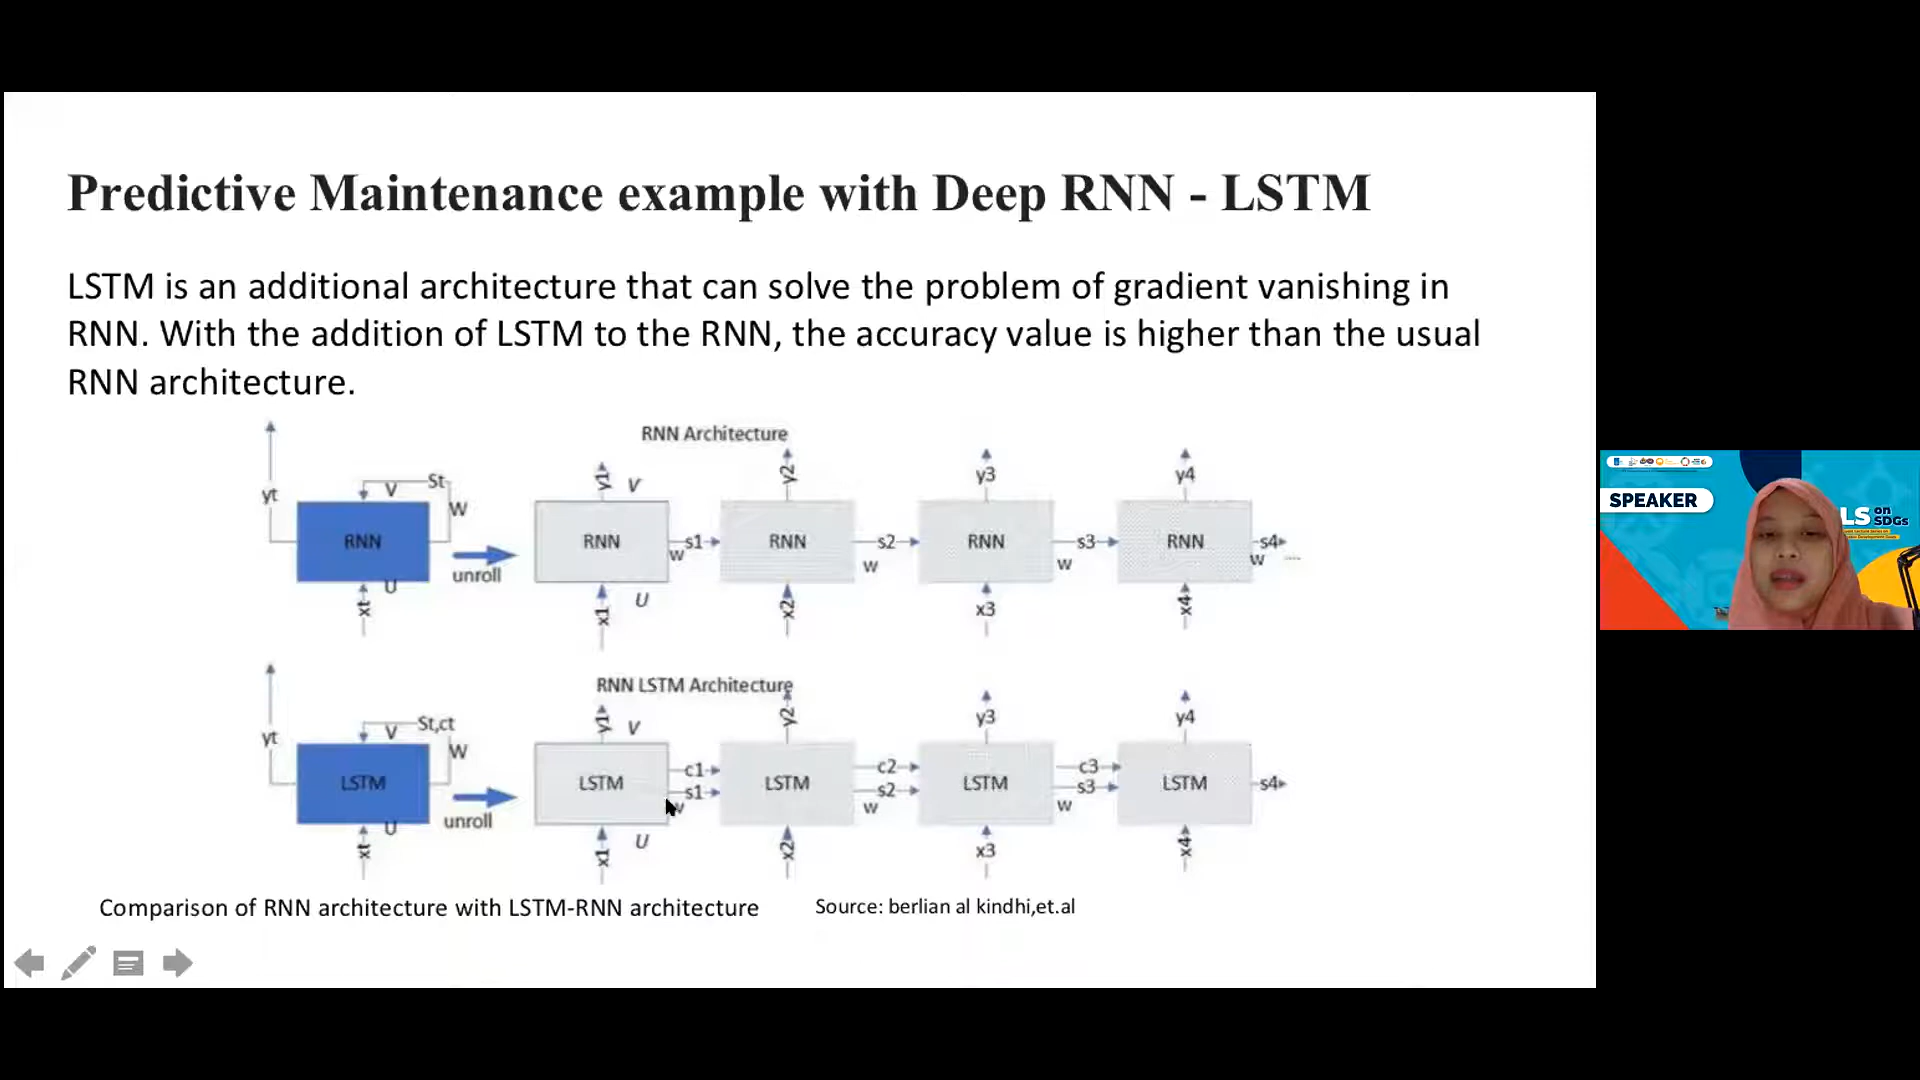 Predictive Maintenance example with Deep RNN - LSTM
LSTM is an additional architecture that can solve the problem of gradient vanishing in
RNN. With the addition of LSTM to the RNN, the accuracy value is higher than the usual
RNN architecture.
RNN Architecture
yt
V
St
W
RNN
U
xt
unroll
y1
V
RNN
s1
w
x1
U
y2
RNN
s2
w
x2
y3
RNN
s3
w
x3
y4
RNN
s4
w
....
x4
RNN LSTM Architecture
yt
V
St,ct
W
LSTM
U
xt
unroll
y1
V
LSTM
c1
s1
w
x1
U
y2
LSTM
c2
s2
w
x2
y3
LSTM
c3
s3
w
x3
y4
LSTM
s4
x4
Comparison of RNN architecture with LSTM-RNN architecture
Source: berlian al kindhi,et.al
SPEAKER
LS on
SDGs